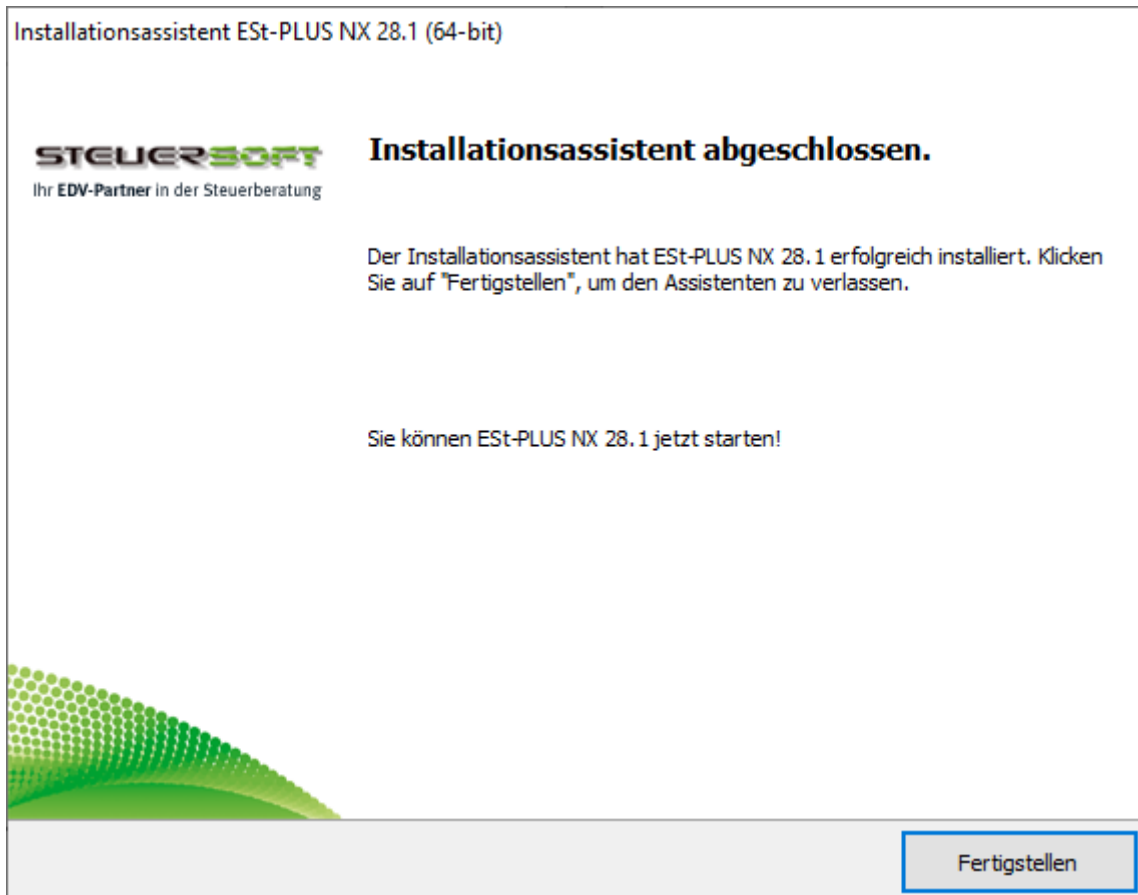 Installationsassistent ESt-PLUS NX 28.1 (64-bit)
STEUERSOFT
Ihr EDV-Partner in der Steuerberatung
Installationsassistent abgeschlossen.
Der Installationsassistent hat ESt-PLUS NX 28.1 erfolgreich installiert. Klicken
Sie auf "Fertigstellen", um den Assistenten zu verlassen.
Sie können ESt-PLUS NX 28.1 jetzt starten!
Fertigstellen